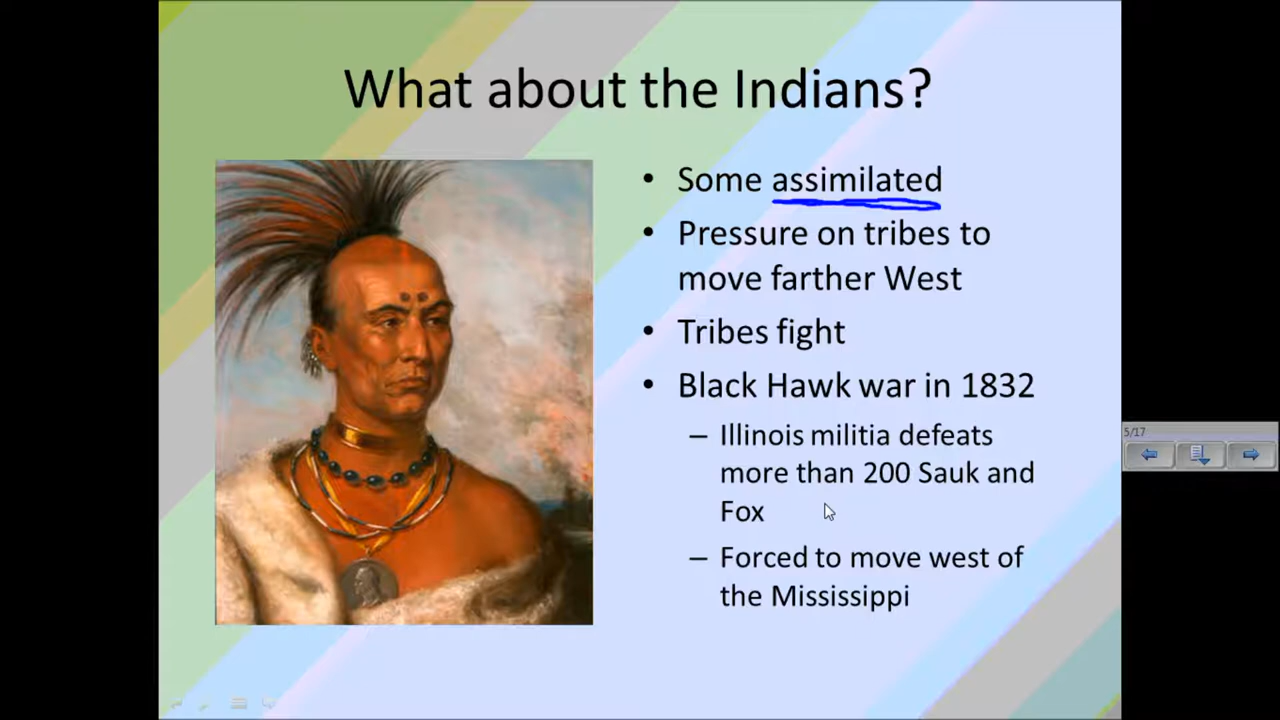 What about the Indians?
• Some assimilated
• Pressure on tribes to
move farther West
• Tribes fight
• Black Hawk war in 1832
– Illinois militia defeats
more than 200 Sauk and
Fox
– Forced to move west of
the Mississippi
5/17